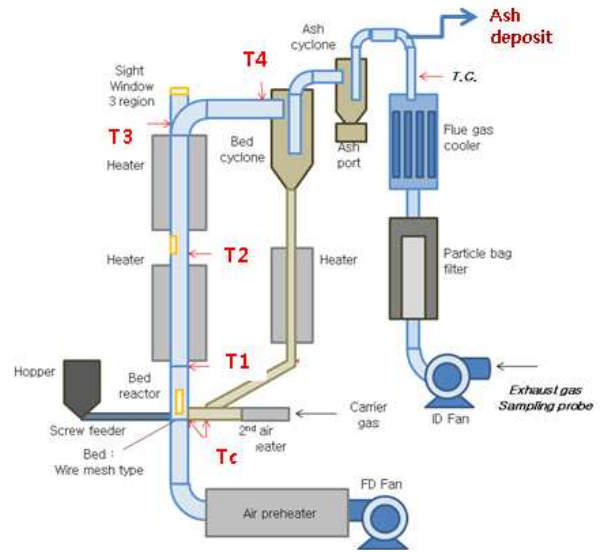 Ash
deposit
Ash
cyclone
T4
Sight
Window
3 region
T.C.
T3
Bed
cyclone
Ash
port
Flue gas
cooler
Heater
T2
Heater
Heater
Particle bag
filter
T1
Hopper
Bed
reactor
Exhaust gas
Sampling probe
Carrier
gas
Screw feeder
2nd air
eater
ID Fan
Bed :
Wire mesh type
Tc
FD Fan
Air preheater